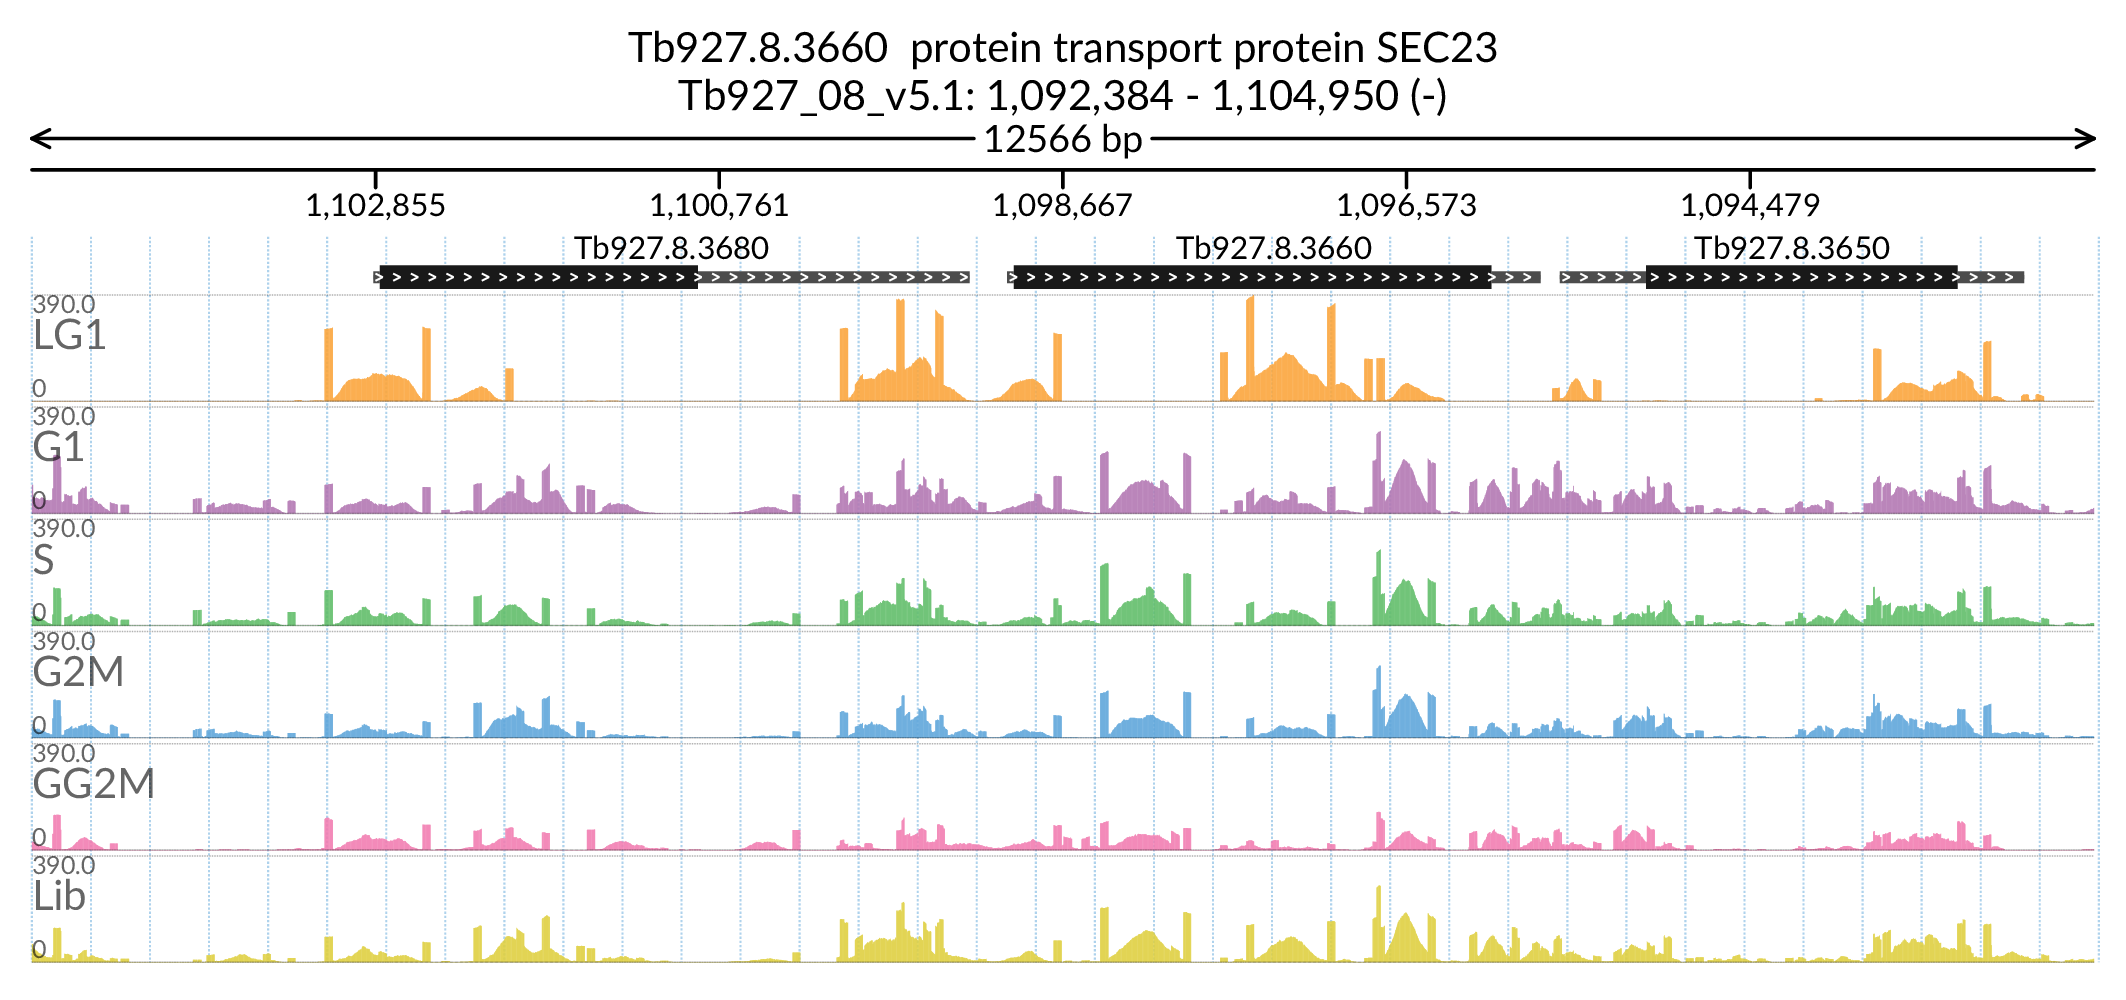 Tb927.8.3660 protein transport protein SEC23
Tb927_08_v5.1: 1,092,384 - 1,104,950 (-)
12566 bp
1,102,855 1,100,761 1,098,667 1,096,573 1,094,479
Tb927.8.3680 Tb927.8.3660 Tb927.8.3650
390.0
LG1
0
390.0
G1
0
390.0
S
0
390.0
G2M
0
390.0
GG2M
0
390.0
Lib
0